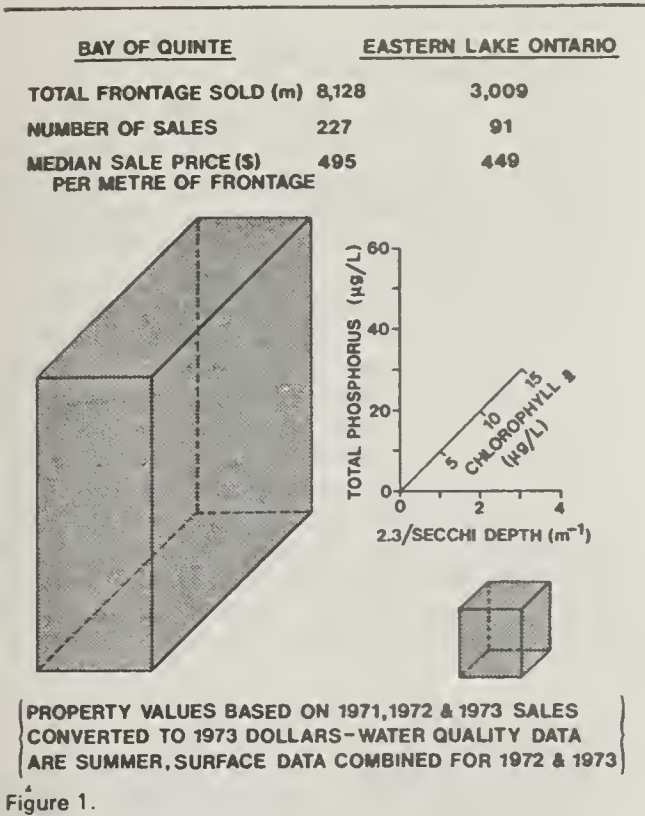 BAY OF QUINTE EASTERN LAKE ONTARIO
TOTAL FRONTAGE SOLD (m) 8,128 3,009
NUMBER OF SALES 227 91
MEDIAN SALE PRICE ($) 495 449
PER METRE OF FRONTAGE
TOTAL PHOSPHORUS (µg/L)
60
40
20
0
5
10
15
CHLOROPHYLL a
(µg/L)
0 2 4
2.3/SECCHI DEPTH (m⁻¹)
PROPERTY VALUES BASED ON 1971,1972 & 1973 SALES
CONVERTED TO 1973 DOLLARS-WATER QUALITY DATA
ARE SUMMER, SURFACE DATA COMBINED FOR 1972 & 1973
Figure 1.